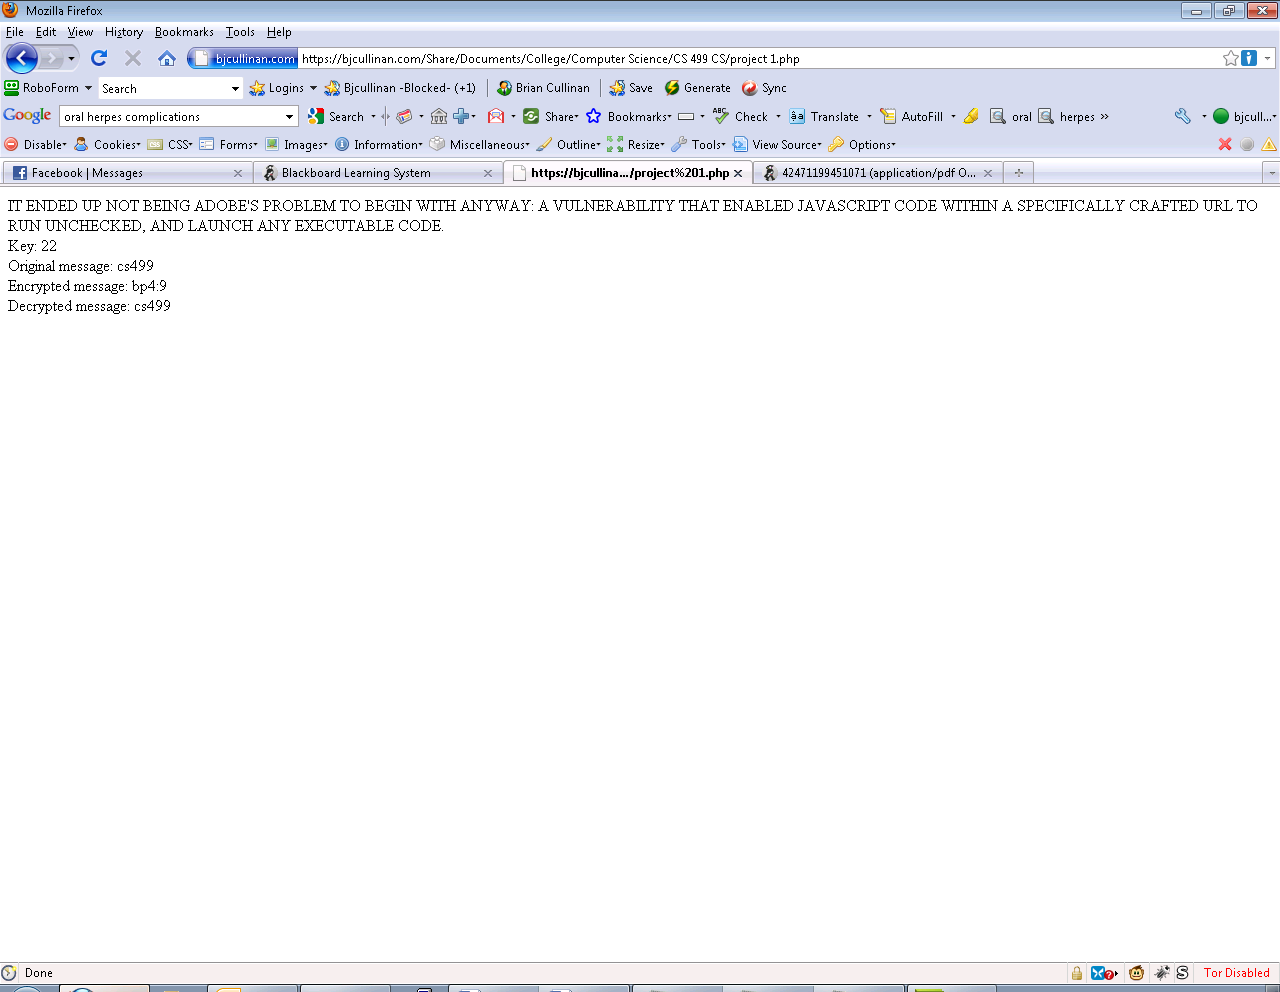 Mozilla Firefox
File Edit View History Bookmarks Tools Help
bjcullinan.com https://bjcullinan.com/Share/Documents/College/Computer Science/CS 499 CS/project 1.php
RoboForm Search Logins Bjcullinan -Blocked- (+1) Brian Cullinan Save Generate Sync
Google oral herpes complications Search Share Bookmarks ABC Check aä Translate AutoFill oral herpes » bjcull...
Disable Cookies CSS Forms Images Information Miscellaneous Outline Resize Tools View Source Options
Facebook | Messages Blackboard Learning System https://bjcullina.../project%201.php 42471199451071 (application/pdf O...
IT ENDED UP NOT BEING ADOBE'S PROBLEM TO BEGIN WITH ANYWAY: A VULNERABILITY THAT ENABLED JAVASCRIPT CODE WITHIN A SPECIFICALLY CRAFTED URL TO
RUN UNCHECKED, AND LAUNCH ANY EXECUTABLE CODE.
Key: 22
Original message: cs499
Encrypted message: bp4:9
Decrypted message: cs499
Done Tor Disabled